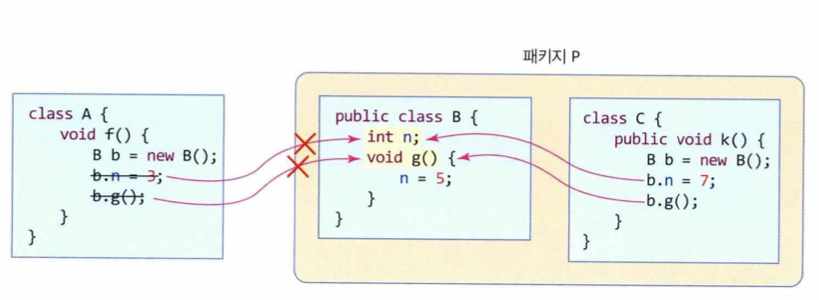 패키지 P
class A {
void f() {
B b = new B();
b.n = 3;
b.g();
}
}
public class B {
int n;
void g() {
n = 5;
}
}
class C {
public void k() {
B b = new B();
b.n = 7;
b.g();
}
}